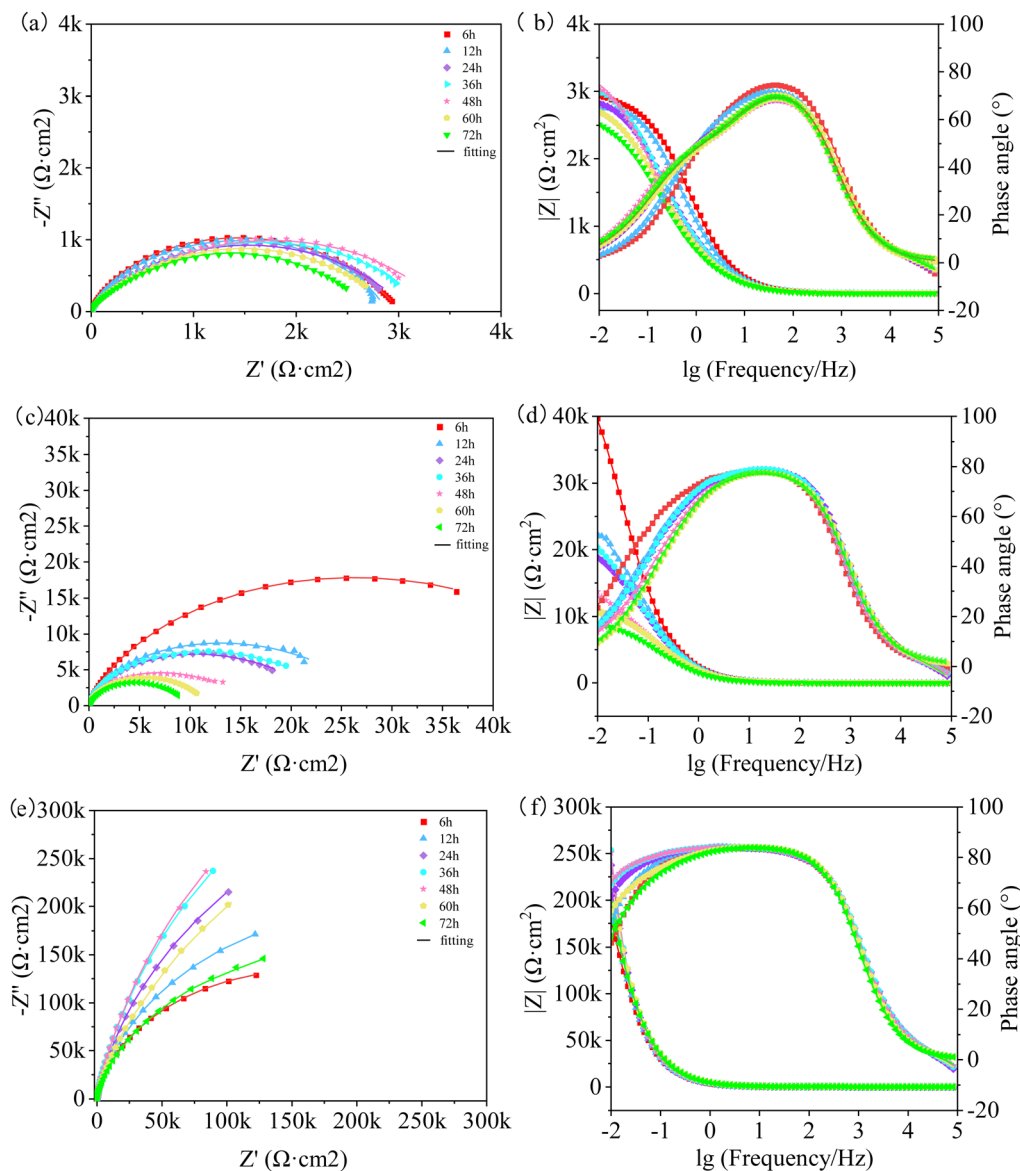 (a)
4k
3k
2k
1k
0
-Z'' (Ω·cm2)
0 1k 2k 3k 4k
Z' (Ω·cm2)
6h
12h
24h
36h
48h
60h
72h
fitting
(b)
4k
3k
2k
1k
0
|Z| (Ω·cm²)
100
80
60
40
20
0
-20
Phase angle (°)
-2 -1 0 1 2 3 4 5
lg (Frequency/Hz)
(c)
40k
35k
30k
25k
20k
15k
10k
5k
0
-Z'' (Ω·cm2)
0 5k 10k 15k 20k 25k 30k 35k 40k
Z' (Ω·cm2)
6h
12h
24h
36h
48h
60h
72h
fitting
(d)
40k
30k
20k
10k
0
|Z| (Ω·cm²)
100
80
60
40
20
0
-20
Phase angle (°)
-2 -1 0 1 2 3 4 5
lg (Frequency/Hz)
(e)
300k
250k
200k
150k
100k
50k
0
-Z'' (Ω·cm2)
0 50k 100k 150k 200k 250k 300k
Z' (Ω·cm2)
6h
12h
24h
36h
48h
60h
72h
fitting
(f)
300k
250k
200k
150k
100k
50k
0
|Z| (Ω·cm²)
100
80
60
40
20
0
-20
Phase angle (°)
-2 -1 0 1 2 3 4 5
lg (Frequency/Hz)